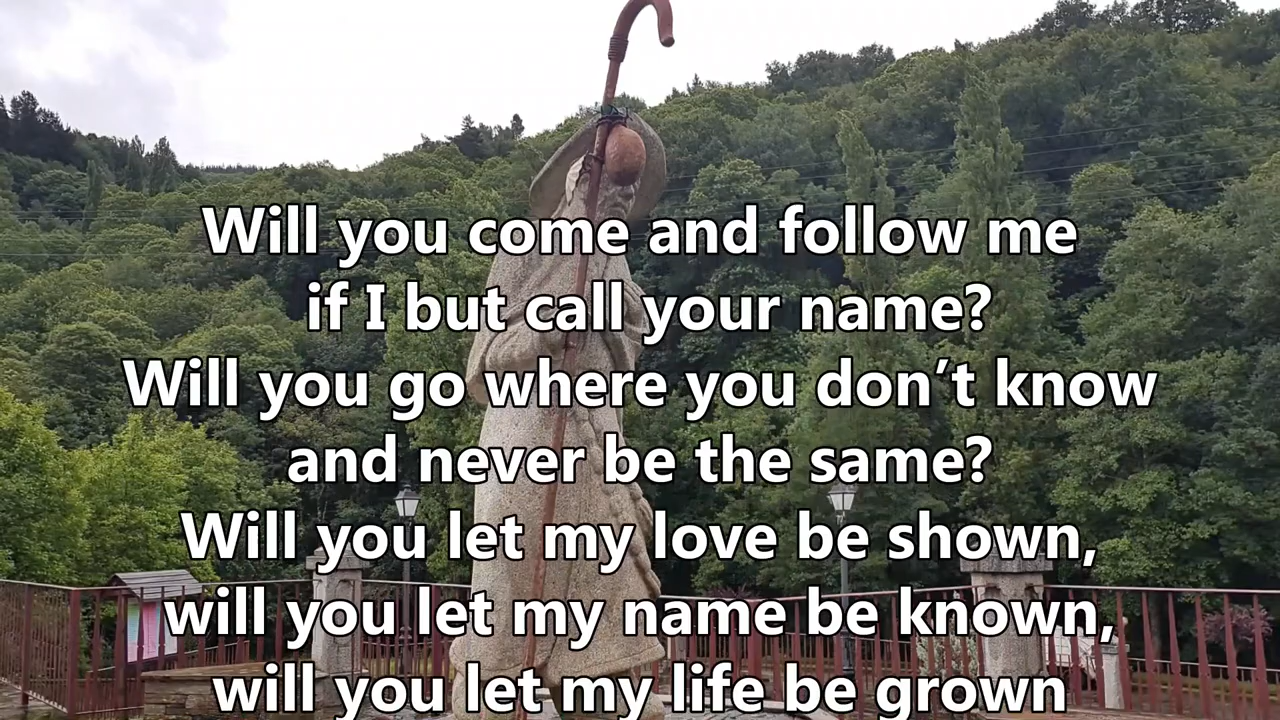 Will you come and follow me
if I but call your name?
Will you go where you don’t know
and never be the same?
Will you let my love be shown,
will you let my name be known,
will you let my life be grown